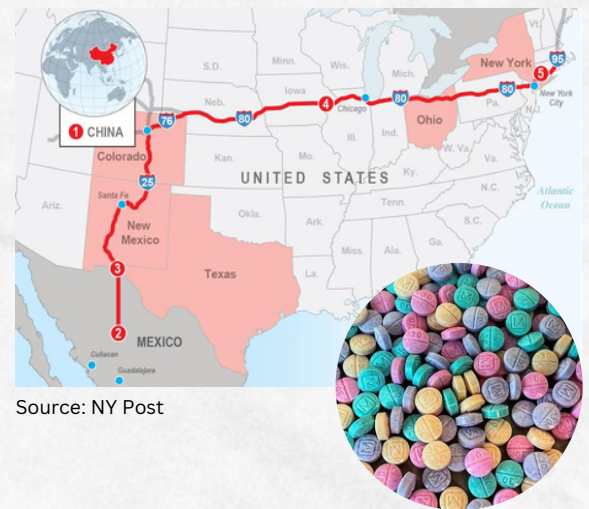 Vt.
95
New York
5
New York
City
Minn.
S.D.
Wis.
Mich.
Iowa
Neb.
4
Chicago
80
80
Pa.
N.J.
1 CHINA
76
80
Ohio
Ill.
Ind.
W. Va.
Va.
Colorado
Kan.
Mo.
Ky.
25
UNITED STATES
N.C.
Atlantic
Ocean
Santa Fe
Tenn.
Ariz.
New
Mexico
Okla.
Ark.
S.C.
Miss.
Ala.
Ga.
Texas
La.
3
2
MEXICO
Culiacan
Guadalajara
Source: NY Post
M
30